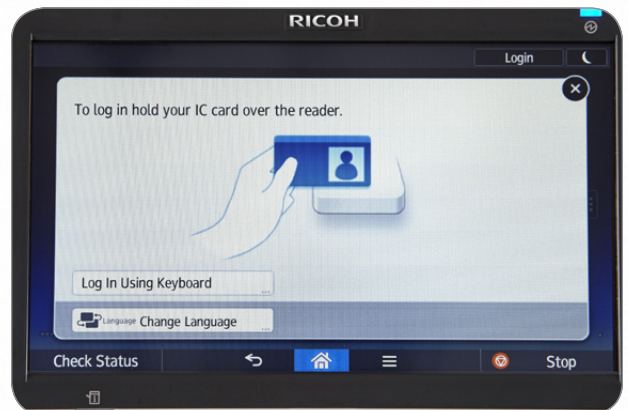 RICOH
Login
To log in hold your IC card over the reader.
Log In Using Keyboard
Language Change Language
Check Status
Stop